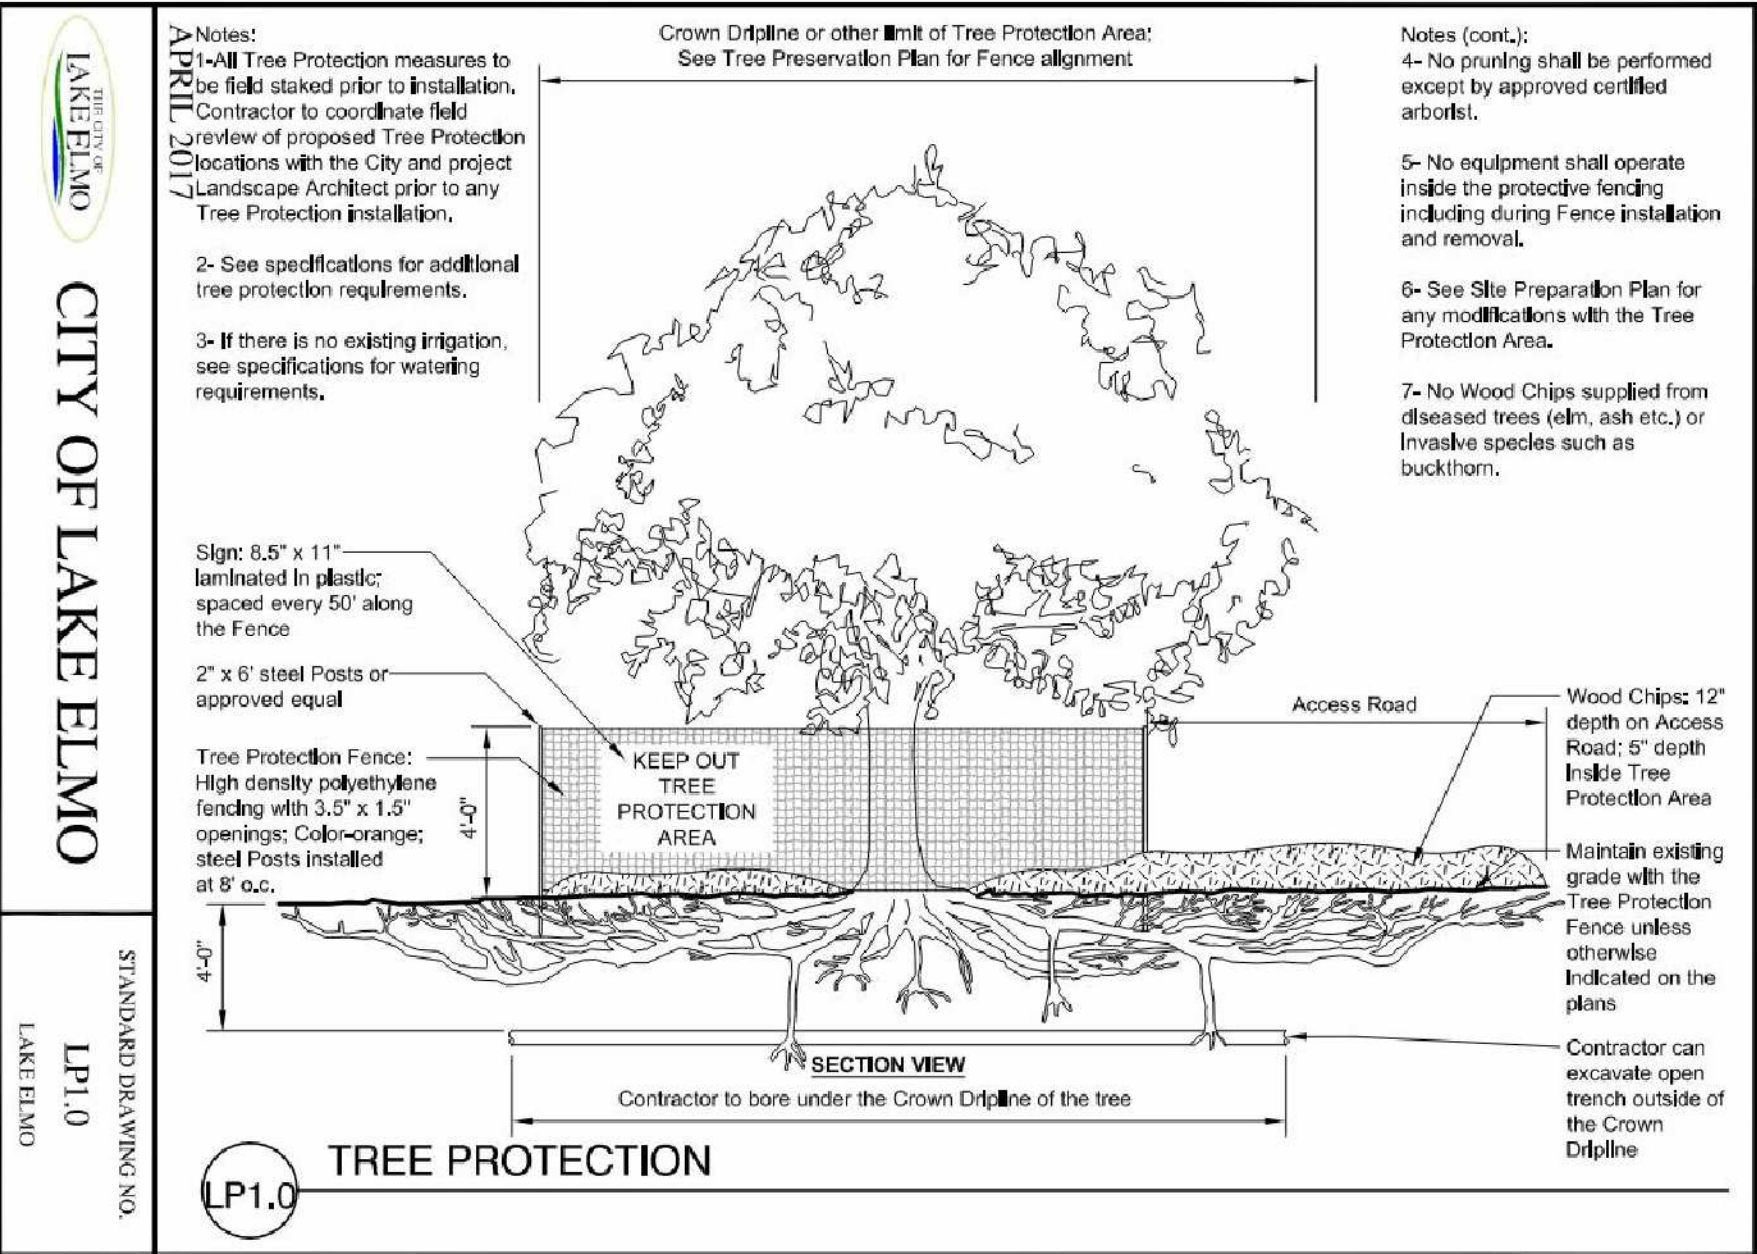 THE CITY OF
LAKE ELMO
CITY OF LAKE ELMO
STANDARD DRAWING NO.
LP1.0
LAKE ELMO
APRIL 2017
Notes:
1-All Tree Protection measures to
be field staked prior to installation.
Contractor to coordinate field
review of proposed Tree Protection
locations with the City and project
Landscape Architect prior to any
Tree Protection installation.
2- See specifications for additional
tree protection requirements.
3- If there is no existing irrigation,
see specifications for watering
requirements.
Crown Dripline or other limit of Tree Protection Area;
See Tree Preservation Plan for Fence alignment
Notes (cont.):
4- No pruning shall be performed
except by approved certified
arborist.
5- No equipment shall operate
inside the protective fencing
including during Fence installation
and removal.
6- See Site Preparation Plan for
any modifications with the Tree
Protection Area.
7- No Wood Chips supplied from
diseased trees (elm, ash etc.) or
invasive species such as
buckthorn.
Sign: 8.5" x 11"
laminated in plastic;
spaced every 50' along
the Fence
2" x 6' steel Posts or
approved equal
Tree Protection Fence:
High density polyethylene
fencing with 3.5" x 1.5"
openings; Color-orange;
steel Posts installed
at 8' o.c.
4'-0"
4'-0"
KEEP OUT
TREE
PROTECTION
AREA
Access Road
Wood Chips: 12"
depth on Access
Road; 5" depth
inside Tree
Protection Area
Maintain existing
grade with the
Tree Protection
Fence unless
otherwise
indicated on the
plans
Contractor can
excavate open
trench outside of
the Crown
Dripline
SECTION VIEW
Contractor to bore under the Crown Dripline of the tree
TREE PROTECTION
LP1.0